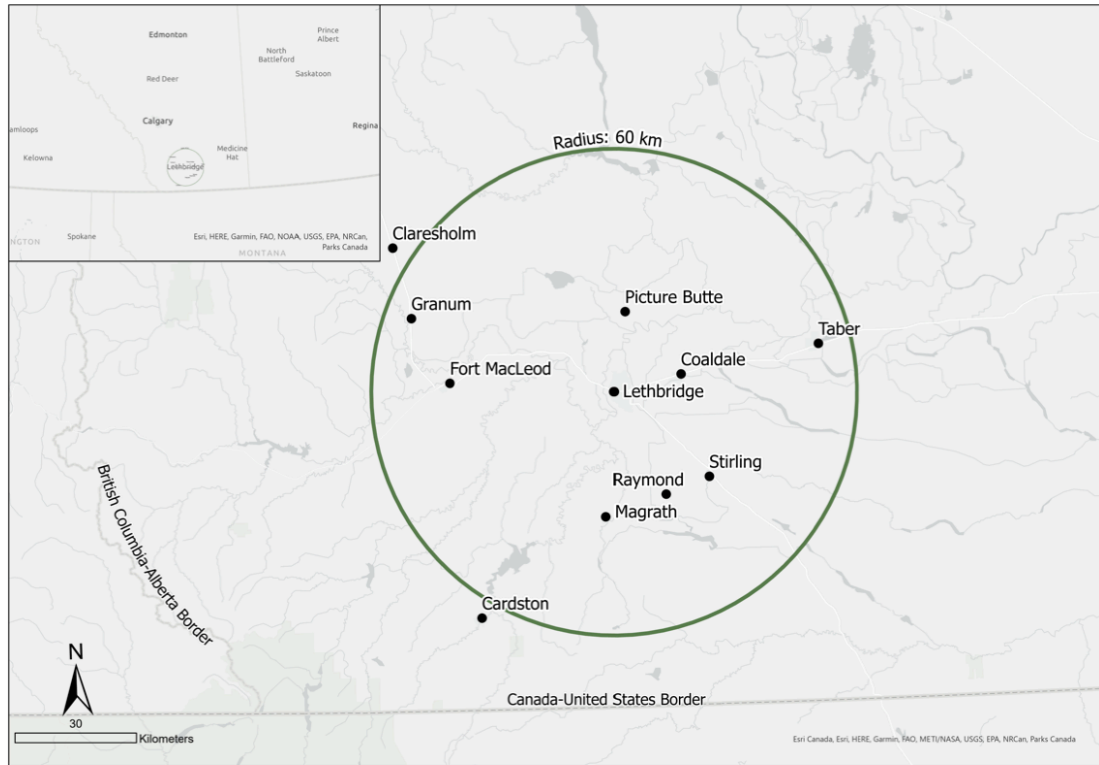 Edmonton
Prince
Albert
North
Battleford
Red Deer
Saskatoon
Calgary
Regina
amloops
Medicine
Hat
Kelowna
Lethbridge
NGTON
Spokane
Esri, HERE, Garmin, FAO, NOAA, USGS, EPA, NRCan,
Parks Canada
MONTANA
Radius: 60 km
Claresholm
Granum
Picture Butte
Taber
Fort MacLeod
Coaldale
Lethbridge
Stirling
Raymond
Magrath
British Columbia-Alberta Border
Cardston
N
Canada-United States Border
30
Kilometers
Esri Canada, Esri, HERE, Garmin, FAO, METI/NASA, USGS, EPA, NRCan, Parks Canada